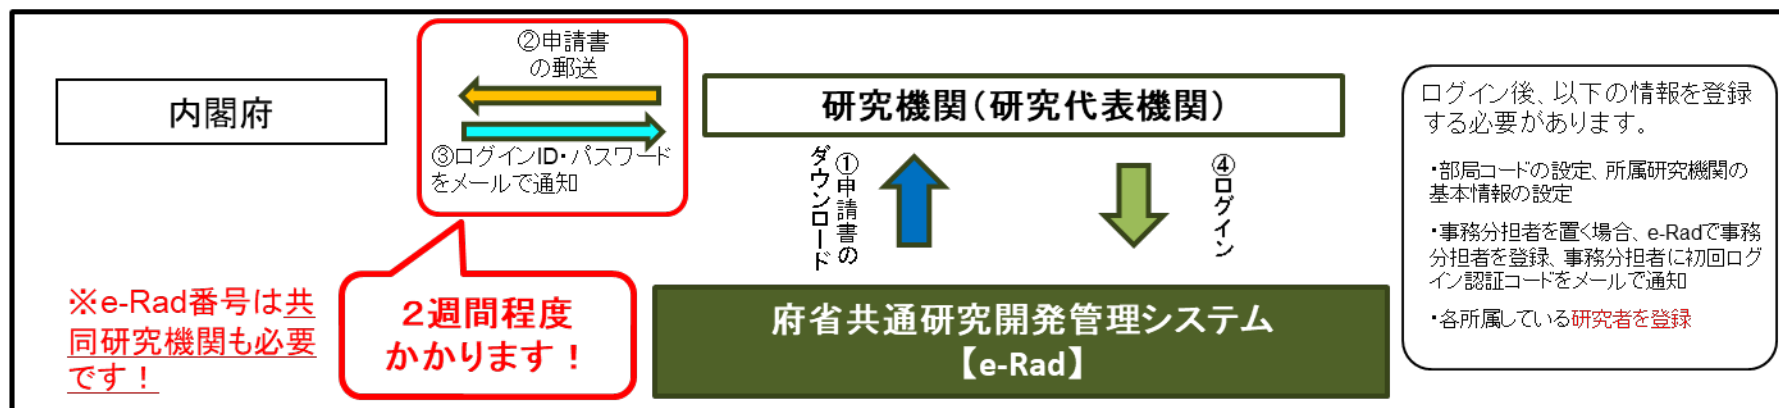 内閣府
②申請書
の郵送
③ログインID・パスワード
をメールで通知
研究機関（研究代表機関）
①申請書の
ダウンロード
④ログイン
府省共通研究開発管理システム
【e-Rad】
2週間程度
かかります！
※e-Rad番号は共
同研究機関も必要
です！
ログイン後、以下の情報を登録
する必要があります。
・部局コードの設定、所属研究機関の
基本情報の設定
・事務分担者を置く場合、e-Radで事務
分担者を登録、事務分担者に初回ログ
イン認証コードをメールで通知
・各所属している研究者を登録